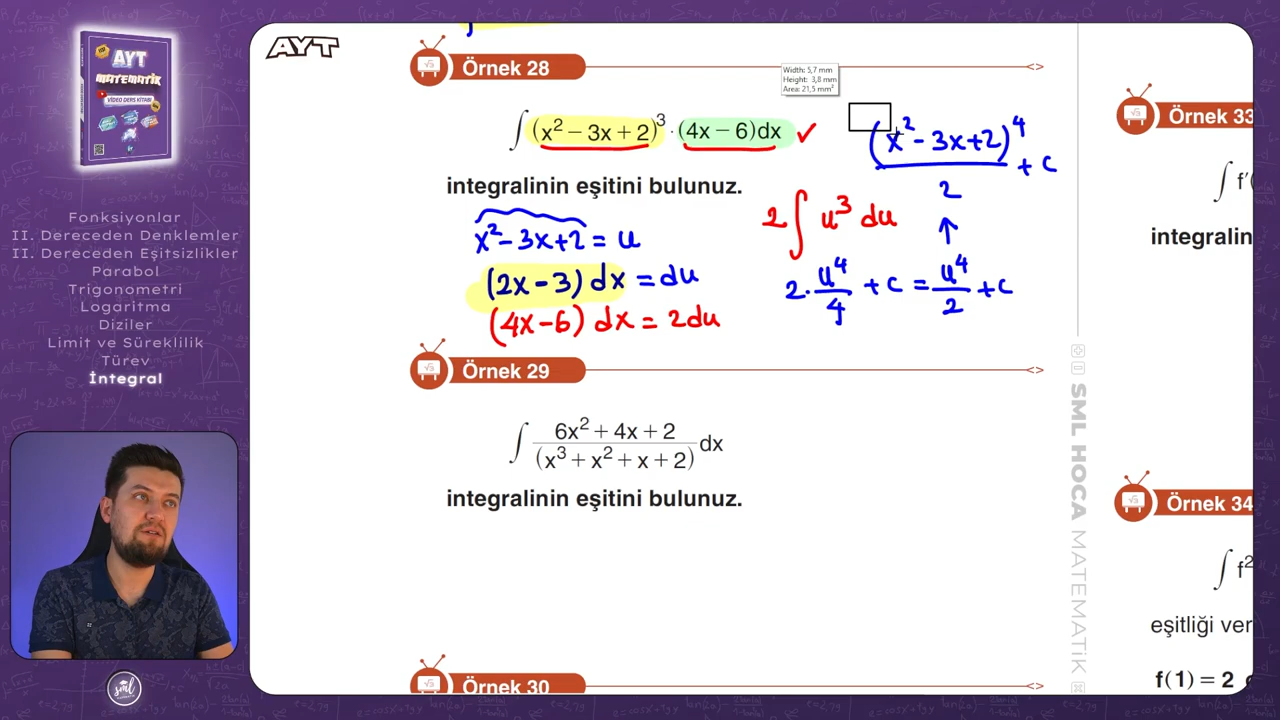 AYT
MATEMATİK
VİDEO DERS KİTABI
Fonksiyonlar
II. Dereceden Denklemler
II. Dereceden Eşitsizlikler
Parabol
Trigonometri
Logaritma
Diziler
Limit ve Süreklilik
Türev
İntegral
sml
AYT
Örnek 28
Width: 5,7 mm
Height: 3,8 mm
Area: 21,5 mm²
∫ (x² − 3x + 2)³ · (4x − 6)dx ✓
integralinin eşitini bulunuz.
x² − 3x + 2 = u
(2x − 3) dx = du
(4x − 6) dx = 2du
2 ∫ u³ du
2 · u⁴/4 + c = u⁴/2 + c
↑
(x² − 3x + 2)⁴/2 + c
Örnek 29
∫ (6x² + 4x + 2)/(x³ + x² + x + 2) dx
integralinin eşitini bulunuz.
Örnek 30
SML HOCA MATEMATİK
Örnek 33
∫ f'(
integralin
Örnek 34
∫ f²
eşitliği ver
f(1) = 2